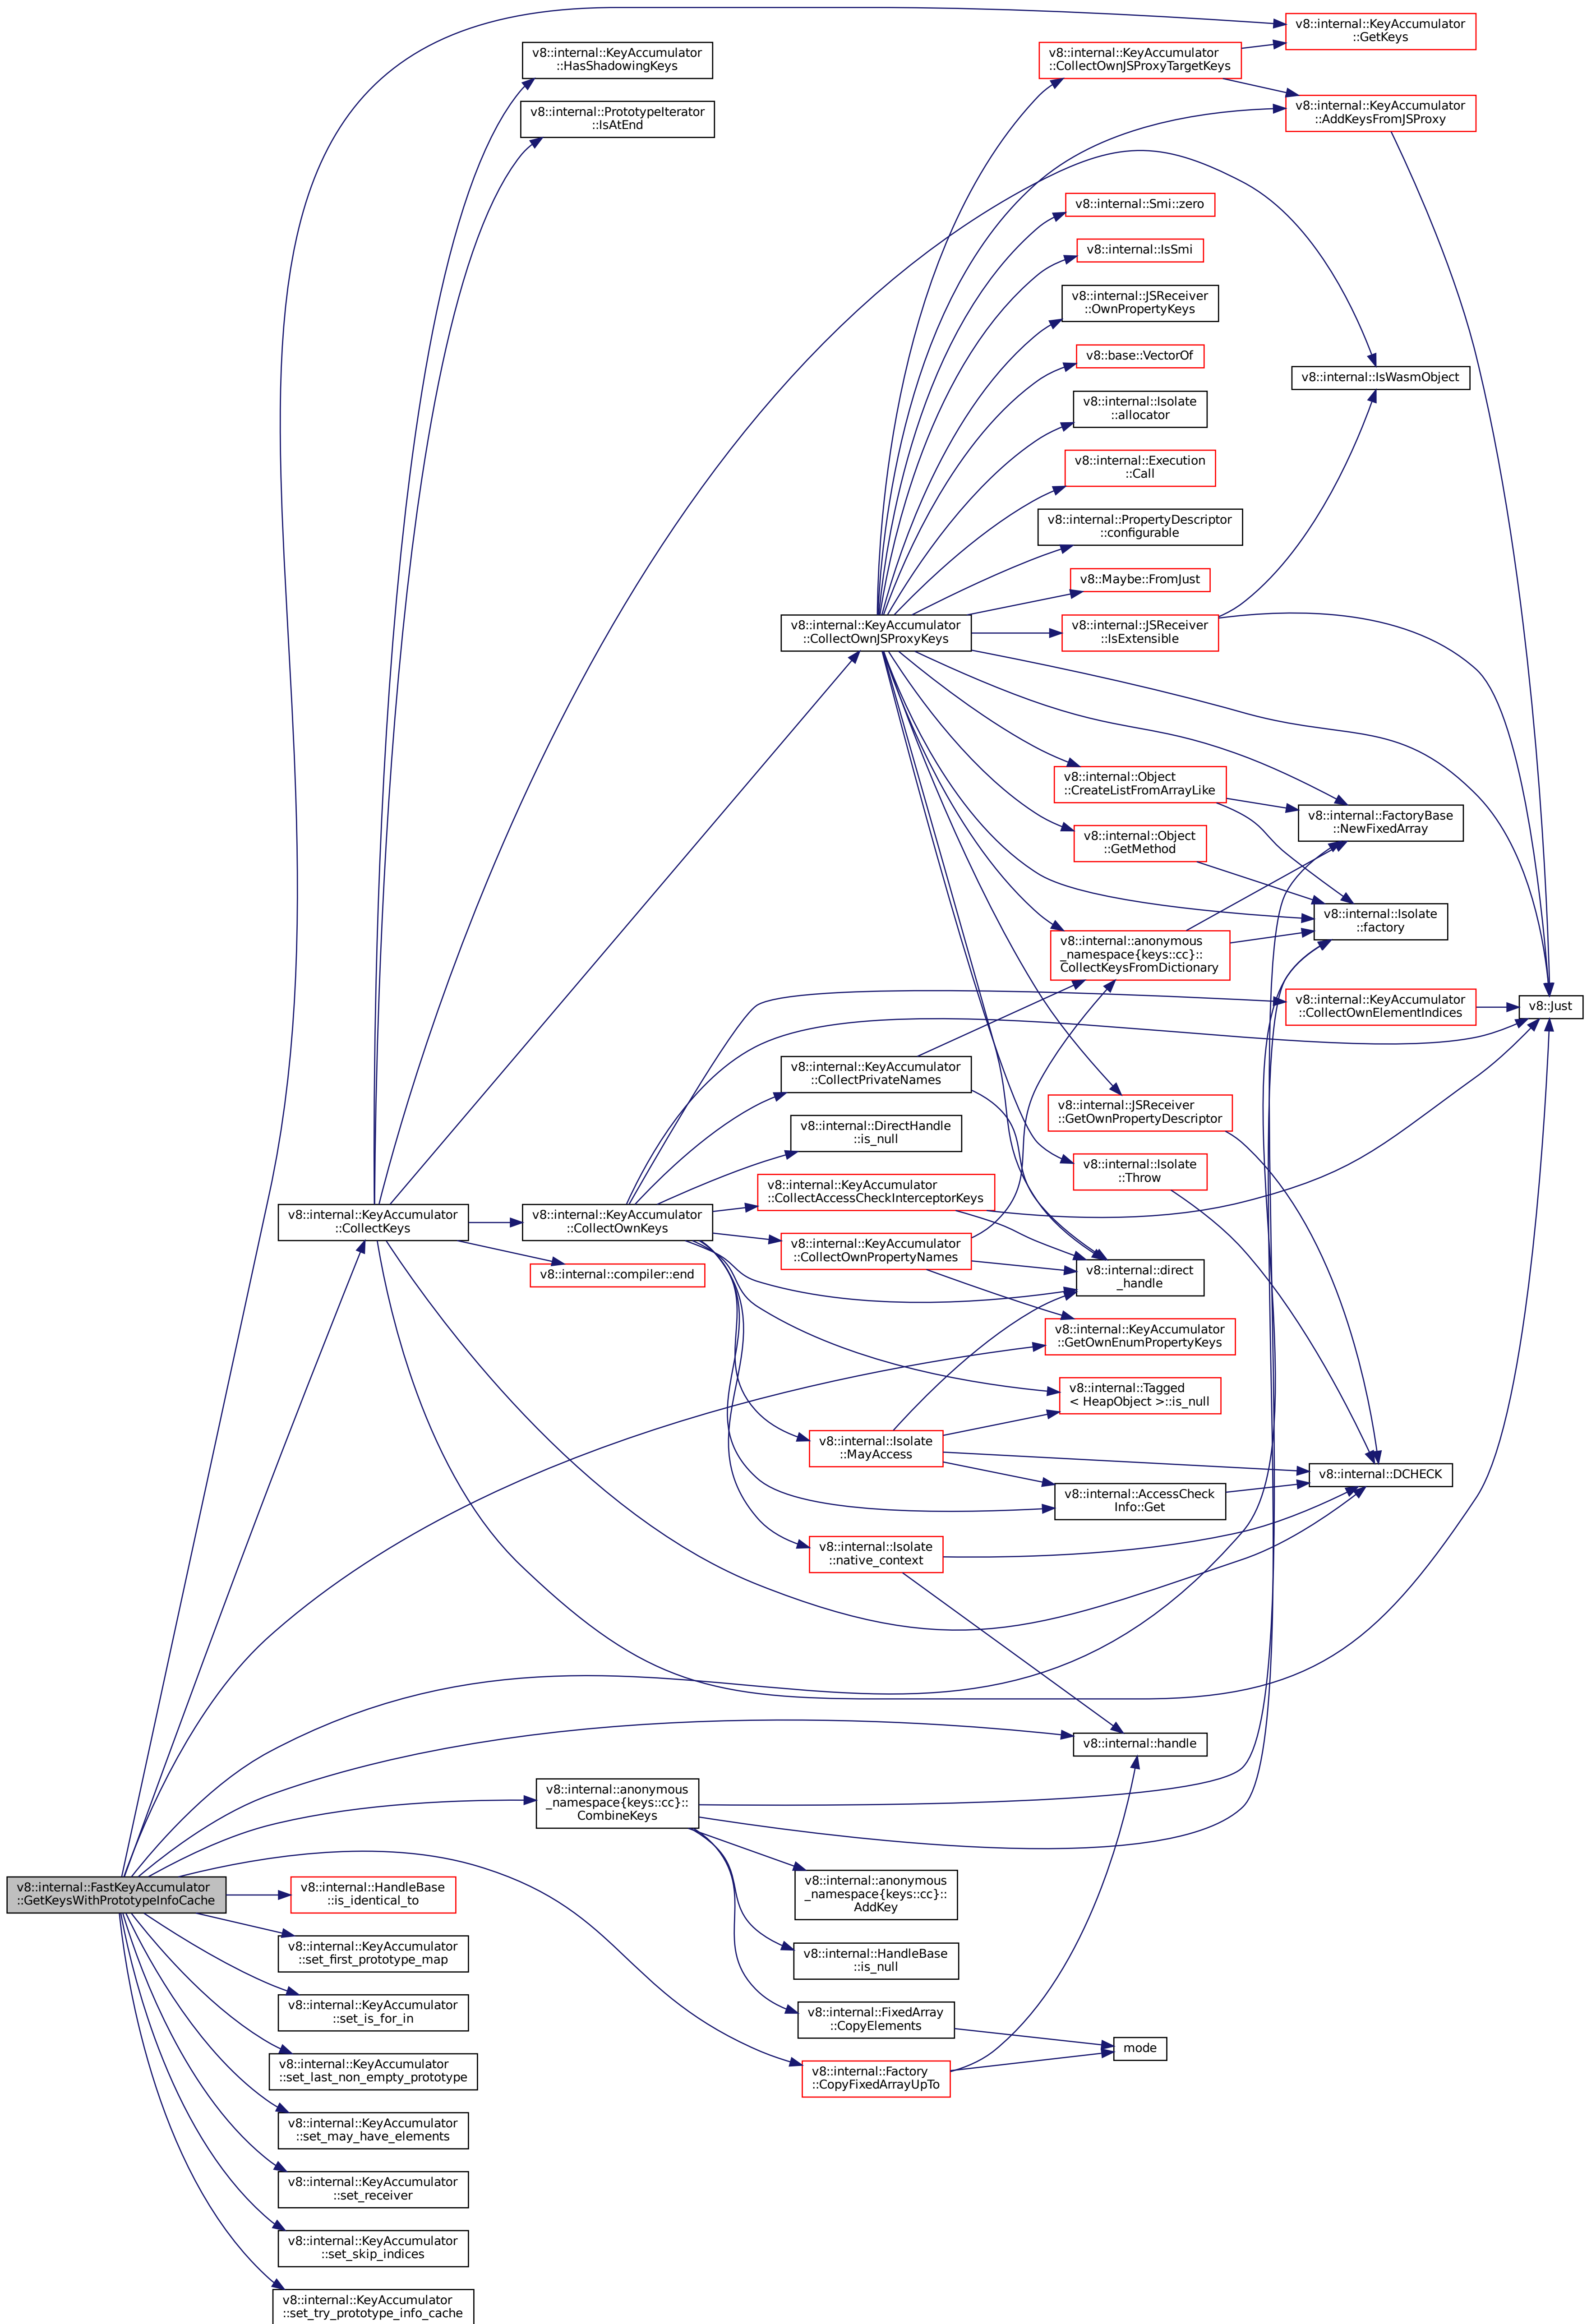 v8::internal::KeyAccumulator
::GetKeys
v8::internal::KeyAccumulator
::HasShadowingKeys
v8::internal::KeyAccumulator
::CollectOwnJSProxyTargetKeys
v8::internal::PrototypeIterator
::IsAtEnd
v8::internal::KeyAccumulator
::AddKeysFromJSProxy
v8::internal::Smi::zero
v8::internal::IsSmi
v8::internal::JSReceiver
::OwnPropertyKeys
v8::base::VectorOf
v8::internal::IsWasmObject
v8::internal::Isolate
::allocator
v8::internal::Execution
::Call
v8::internal::PropertyDescriptor
::configurable
v8::Maybe::FromJust
v8::internal::KeyAccumulator
::CollectOwnJSProxyKeys
v8::internal::JSReceiver
::IsExtensible
v8::internal::Object
::CreateListFromArrayLike
v8::internal::FactoryBase
::NewFixedArray
v8::internal::Object
::GetMethod
v8::internal::Isolate
::factory
v8::internal::anonymous
_namespace{keys::cc}::
CollectKeysFromDictionary
v8::internal::KeyAccumulator
::CollectOwnElementIndices
v8::Just
v8::internal::KeyAccumulator
::CollectPrivateNames
v8::internal::JSReceiver
::GetOwnPropertyDescriptor
v8::internal::DirectHandle
::is_null
v8::internal::Isolate
::Throw
v8::internal::KeyAccumulator
::CollectAccessCheckInterceptorKeys
v8::internal::KeyAccumulator
::CollectKeys
v8::internal::KeyAccumulator
::CollectOwnKeys
v8::internal::KeyAccumulator
::CollectOwnPropertyNames
v8::internal::compiler::end
v8::internal::direct
_handle
v8::internal::KeyAccumulator
::GetOwnEnumPropertyKeys
v8::internal::Tagged
< HeapObject >::is_null
v8::internal::Isolate
::MayAccess
v8::internal::DCHECK
v8::internal::AccessCheck
Info::Get
v8::internal::Isolate
::native_context
v8::internal::handle
v8::internal::anonymous
_namespace{keys::cc}::
CombineKeys
v8::internal::FastKeyAccumulator
::GetKeysWithPrototypeInfoCache
v8::internal::HandleBase
::is_identical_to
v8::internal::anonymous
_namespace{keys::cc}::
AddKey
v8::internal::KeyAccumulator
::set_first_prototype_map
v8::internal::HandleBase
::is_null
v8::internal::KeyAccumulator
::set_is_for_in
v8::internal::FixedArray
::CopyElements
mode
v8::internal::KeyAccumulator
::set_last_non_empty_prototype
v8::internal::Factory
::CopyFixedArrayUpTo
v8::internal::KeyAccumulator
::set_may_have_elements
v8::internal::KeyAccumulator
::set_receiver
v8::internal::KeyAccumulator
::set_skip_indices
v8::internal::KeyAccumulator
::set_try_prototype_info_cache